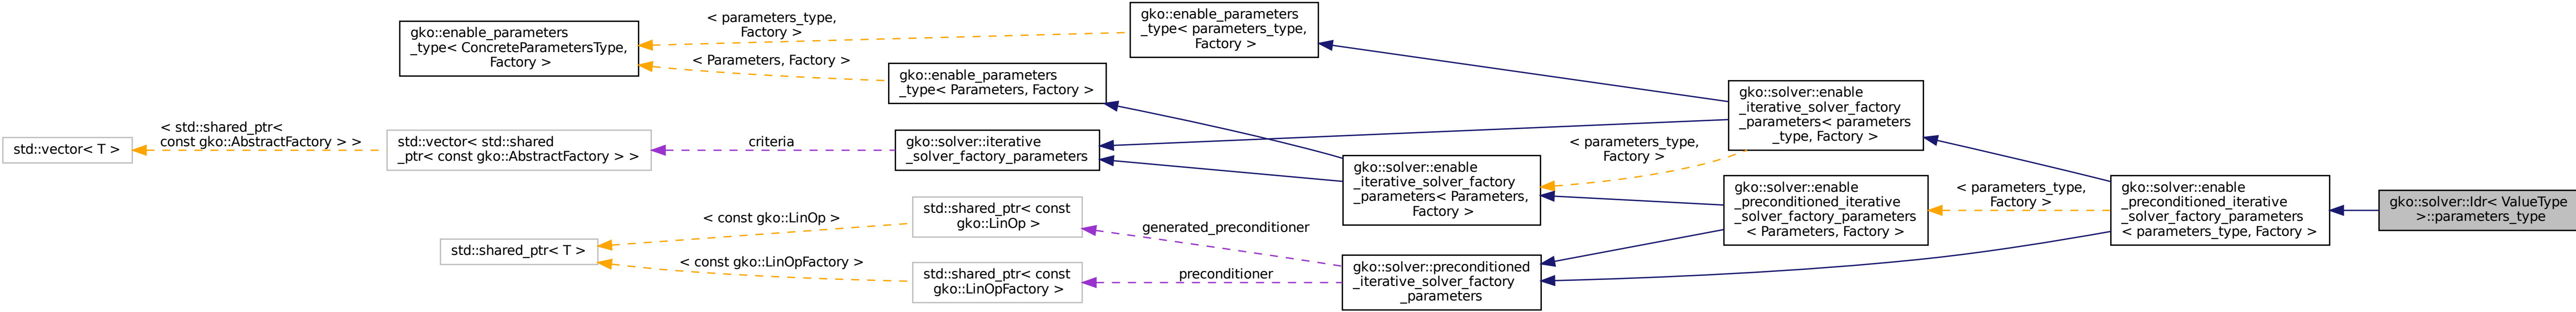 std::vector< T >
< std::shared_ptr<
const gko::AbstractFactory > >
gko::enable_parameters
_type< ConcreteParametersType,
Factory >
std::vector< std::shared
_ptr< const gko::AbstractFactory > >
std::shared_ptr< T >
< parameters_type,
Factory >
< Parameters, Factory >
criteria
< const gko::LinOp >
< const gko::LinOpFactory >
gko::enable_parameters
_type< Parameters, Factory >
gko::solver::iterative
_solver_factory_parameters
std::shared_ptr< const
gko::LinOp >
std::shared_ptr< const
gko::LinOpFactory >
gko::enable_parameters
_type< parameters_type,
Factory >
generated_preconditioner
preconditioner
gko::solver::enable
_iterative_solver_factory
_parameters< Parameters,
Factory >
gko::solver::preconditioned
_iterative_solver_factory
_parameters
< parameters_type,
Factory >
gko::solver::enable
_iterative_solver_factory
_parameters< parameters
_type, Factory >
gko::solver::enable
_preconditioned_iterative
_solver_factory_parameters
< Parameters, Factory >
< parameters_type,
Factory >
gko::solver::enable
_preconditioned_iterative
_solver_factory_parameters
< parameters_type, Factory >
gko::solver::Idr< ValueType
>::parameters_type